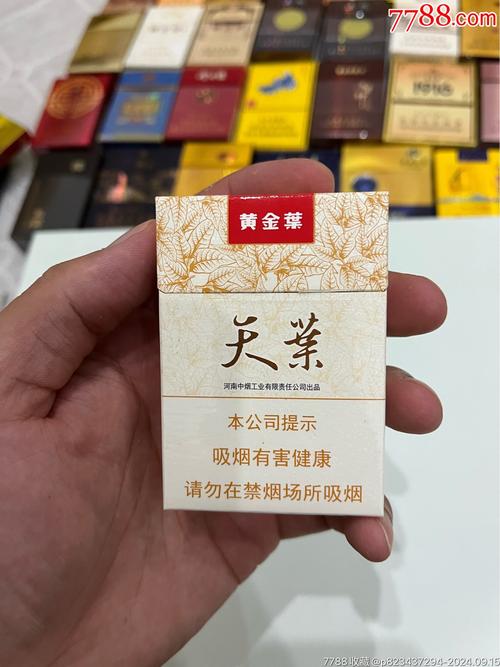 7788.com
1916
黄金葉
天葉
河南中烟工业有限责任公司出品
本公司提示
吸烟有害健康
请勿在禁烟场所吸烟
7788收藏@p823437294-2024.09.15